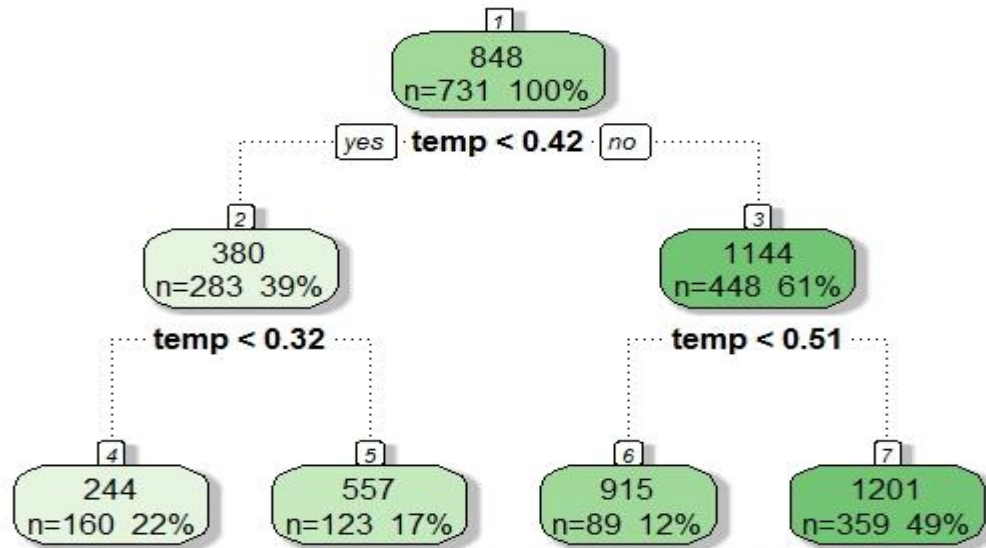 1
848
n=731 100%
yes temp < 0.42 no
2
380
n=283 39%
3
1144
n=448 61%
temp < 0.32
temp < 0.51
4
244
n=160 22%
5
557
n=123 17%
6
915
n=89 12%
7
1201
n=359 49%